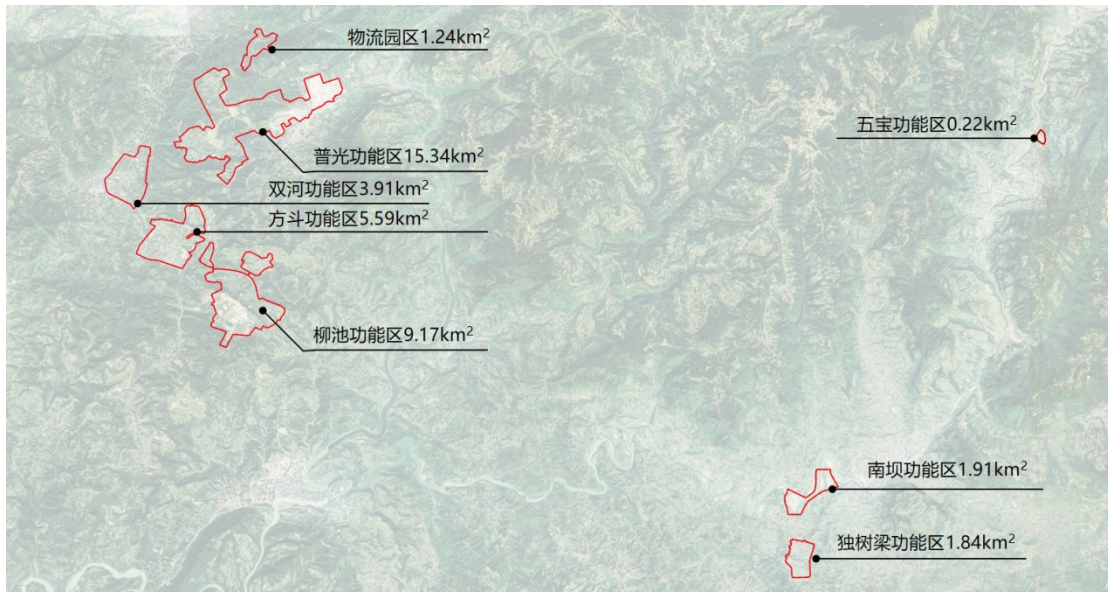 物流园区1.24km²
五宝功能区0.22km²
普光功能区15.34km²
双河功能区3.91km²
方斗功能区5.59km²
柳池功能区9.17km²
南坝功能区1.91km²
独树梁功能区1.84km²